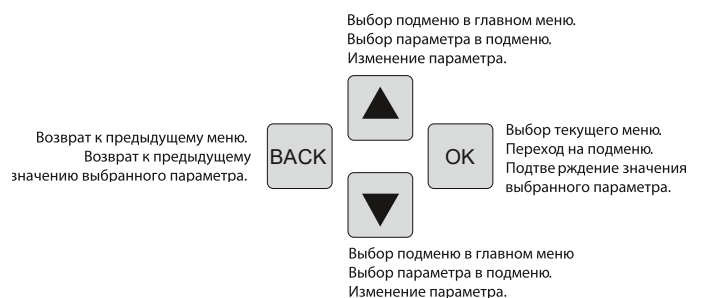 Выбор подменю в главном меню.
Выбор параметра в подменю.
Изменение параметра.
Возврат к предыдущему меню.
Возврат к предыдущему
значению выбранного параметра.
BACK
OK
Выбор текущего меню.
Переход на подменю.
Подтве рждение значения
выбранного параметра.
Выбор подменю в главном меню
Выбор параметра в подменю.
Изменение параметра.